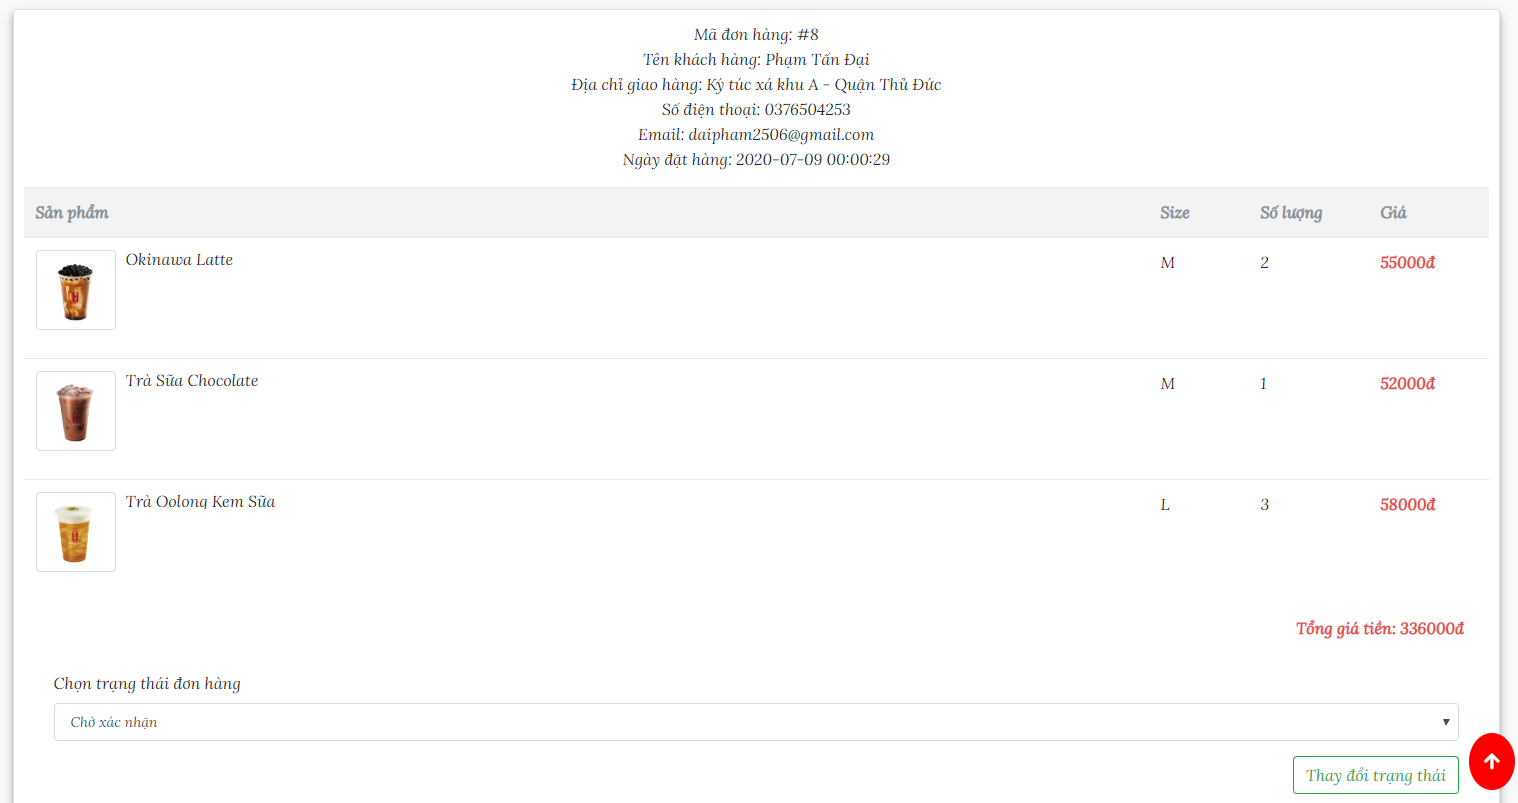 Mã đơn hàng: #8
Tên khách hàng: Phạm Tấn Đại
Địa chỉ giao hàng: Ký túc xá khu A - Quận Thủ Đức
Số điện thoại: 0376504253
Email: daipham2506@gmail.com
Ngày đặt hàng: 2020-07-09 00:00:29
Sản phẩm Size Số lượng Giá
Okinawa Latte M 2 55000đ
Trà Sữa Chocolate M 1 52000đ
Trà Oolong Kem Sữa L 3 58000đ
Tổng giá tiền: 336000đ
Chọn trạng thái đơn hàng
Chờ xác nhận
Thay đổi trạng thái